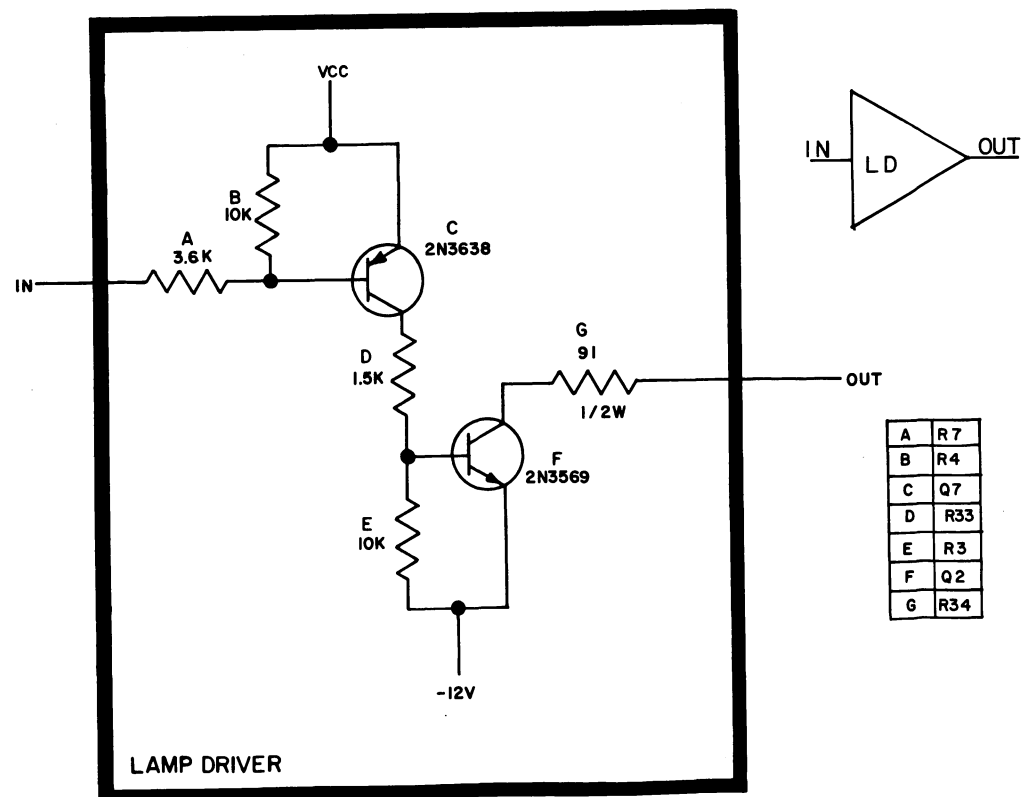 VCC
B
10K
A
3.6K
C
2N3638
IN
D
1.5K
G
91
1/2W
OUT
F
2N3569
E
10K
-12V
LAMP DRIVER
IN
LD
OUT
A R7
B R4
C Q7
D R33
E R3
F Q2
G R34